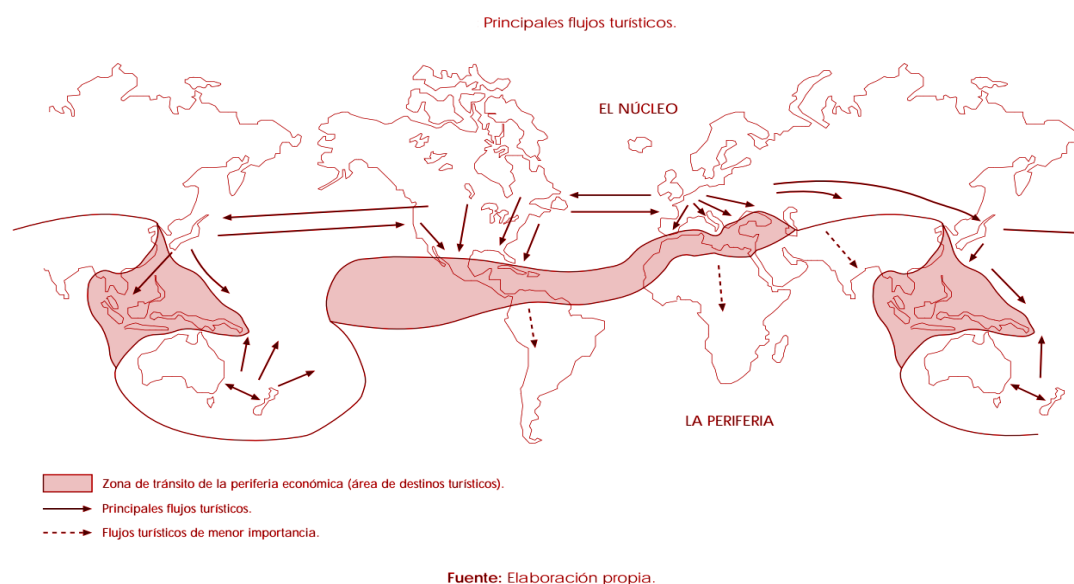 Principales flujos turísticos.
EL NÚCLEO
LA PERIFERIA
Zona de tránsito de la periferia económica (área de destinos turísticos).
Principales flujos turísticos.
Flujos turísticos de menor importancia.
Fuente: Elaboración propia.